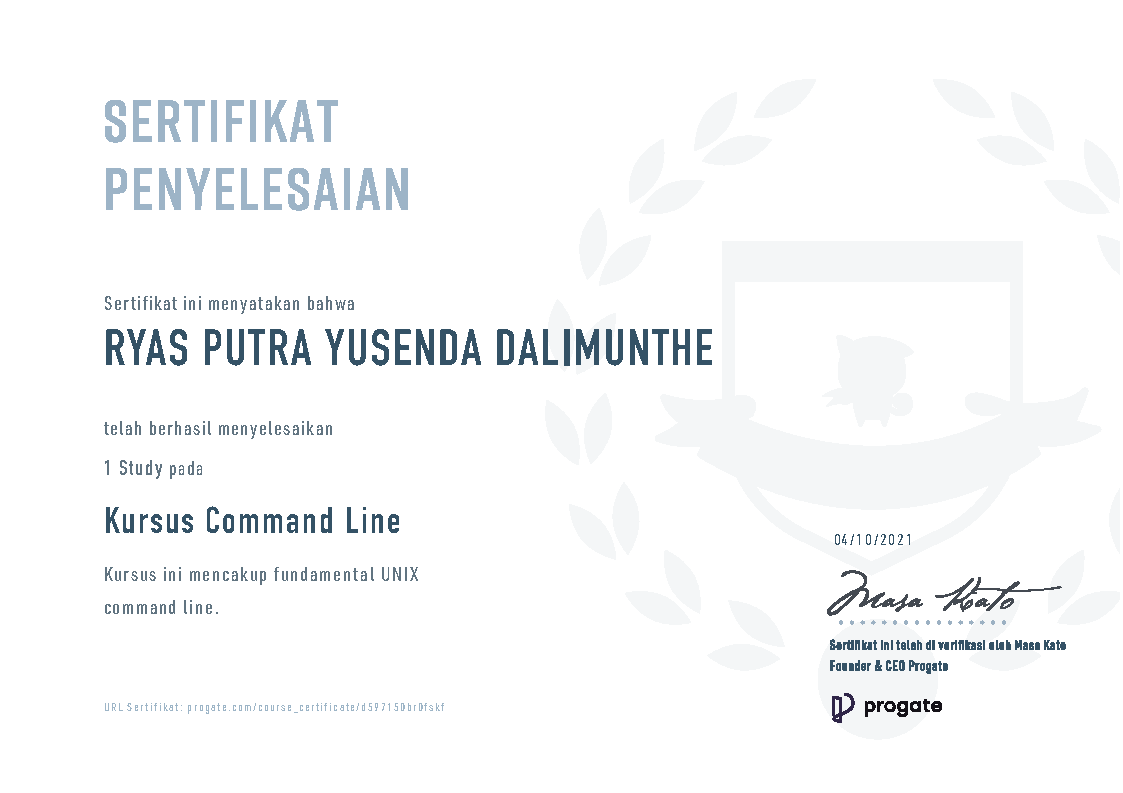 SERTIFIKAT
PENYELESAIAN
Sertifikat ini menyatakan bahwa
RYAS PUTRA YUSENDA DALIMUNTHE
telah berhasil menyelesaikan
1 Study pada
Kursus Command Line
Kursus ini mencakup fundamental UNIX
command line.
04/10/2021
Masa Kato
Sertifikat ini telah di verifikasi oleh Masa Kato
Founder & CEO Progate
progate
URL Sertifikat: progate.com/course_certificate/d597150br0fskf